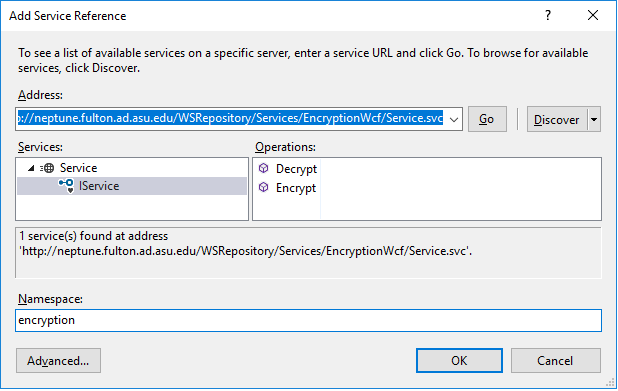 Add Service Reference
?
To see a list of available services on a specific server, enter a service URL and click Go. To browse for available
services, click Discover.
Address:
p://neptune.fulton.ad.asu.edu/WSRepository/Services/EncryptionWcf/Service.svc
Go
Discover
Services:
Operations:
Service
IService
Decrypt
Encrypt
1 service(s) found at address
'http://neptune.fulton.ad.asu.edu/WSRepository/Services/EncryptionWcf/Service.svc'.
Namespace:
encryption
Advanced...
OK
Cancel